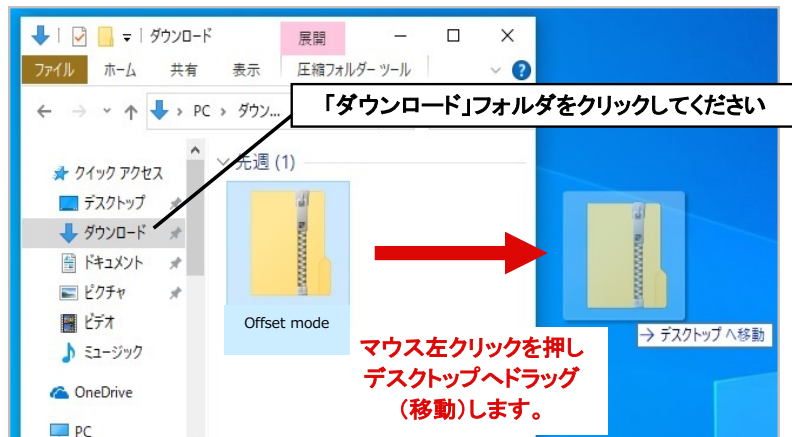 ダウンロード
展開
ファイル ホーム 共有 表示 圧縮フォルダー ツール
PC › ダウン...
「ダウンロード」フォルダをクリックしてください
クイック アクセス
先週 (1)
デスクトップ
ダウンロード
ドキュメント
ピクチャ
ビデオ
ミュージック
OneDrive
PC
Offset mode
→ デスクトップ へ移動
マウス左クリックを押し
デスクトップへドラッグ
(移動)します。